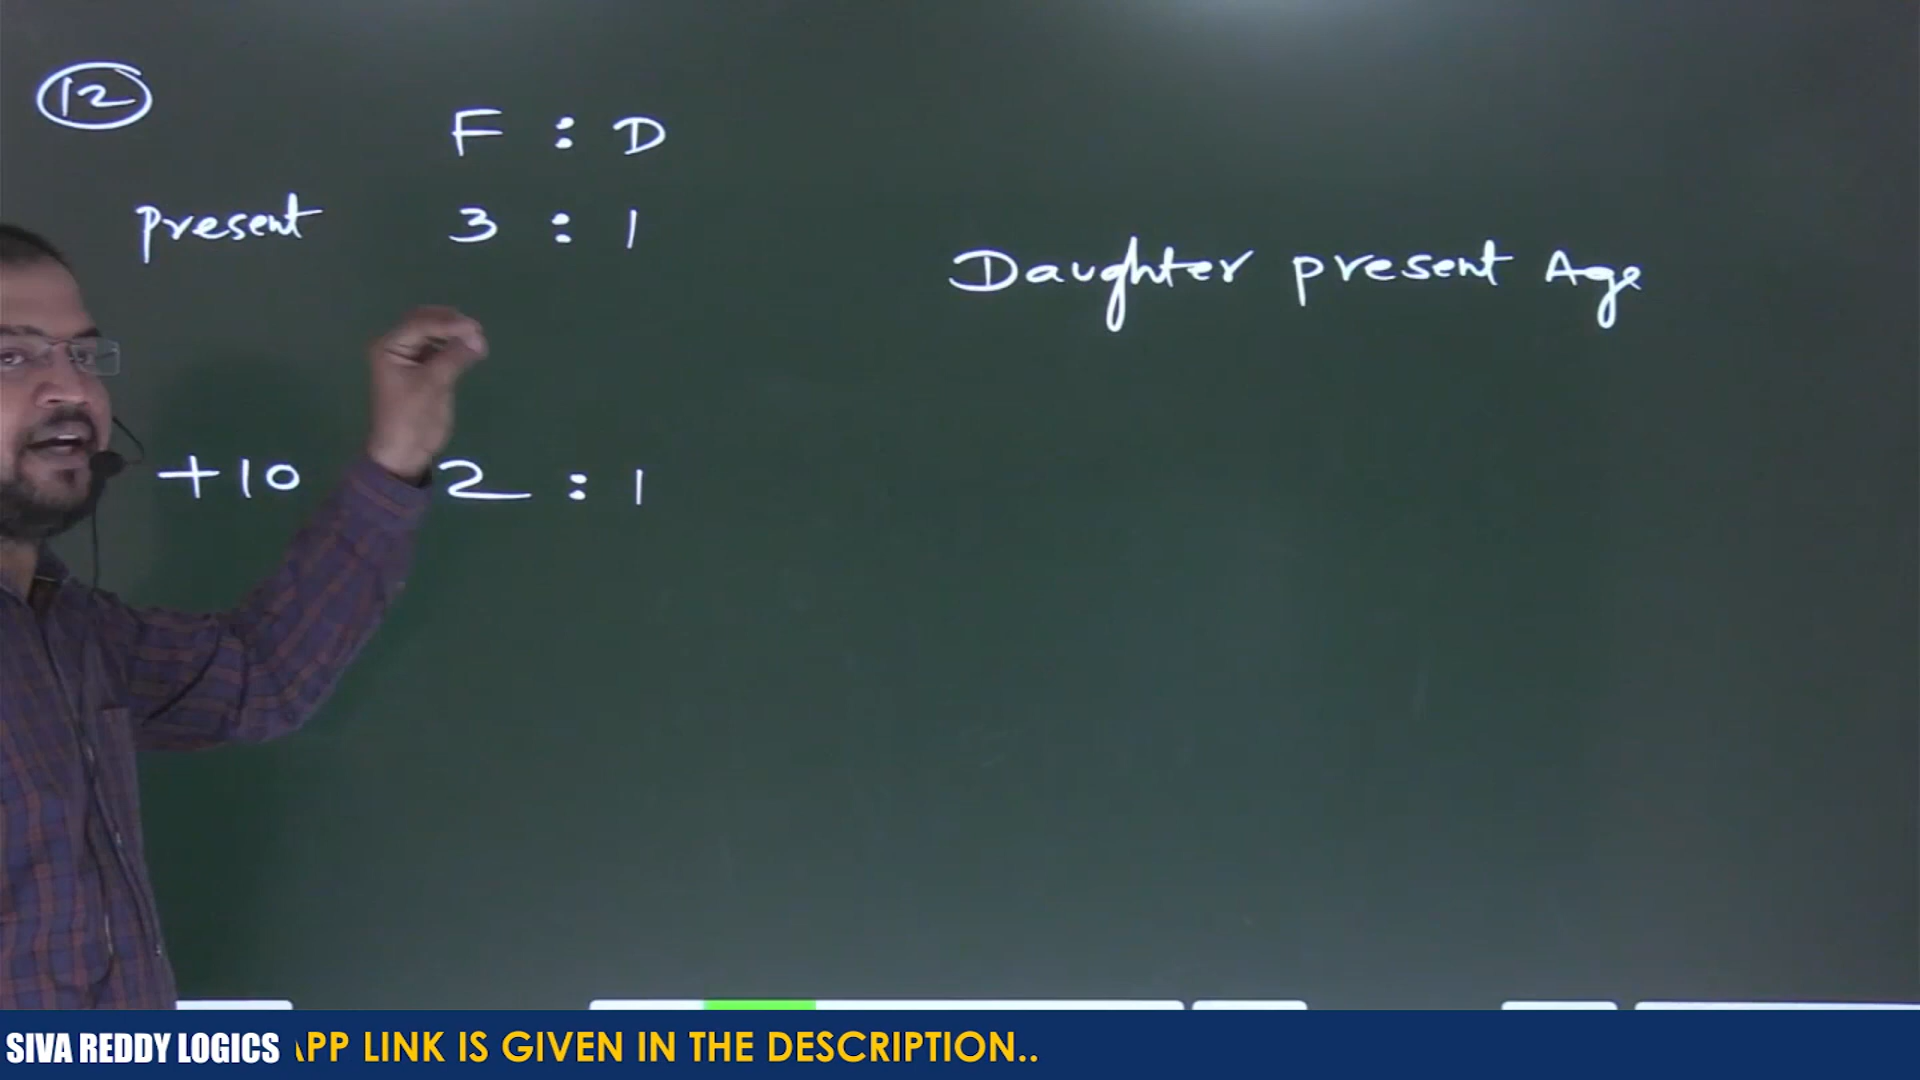 12
F : D
present 3 : 1
Daughter present Age
+10 2 : 1
SIVA REDDY LOGICS
APP LINK IS GIVEN IN THE DESCRIPTION..